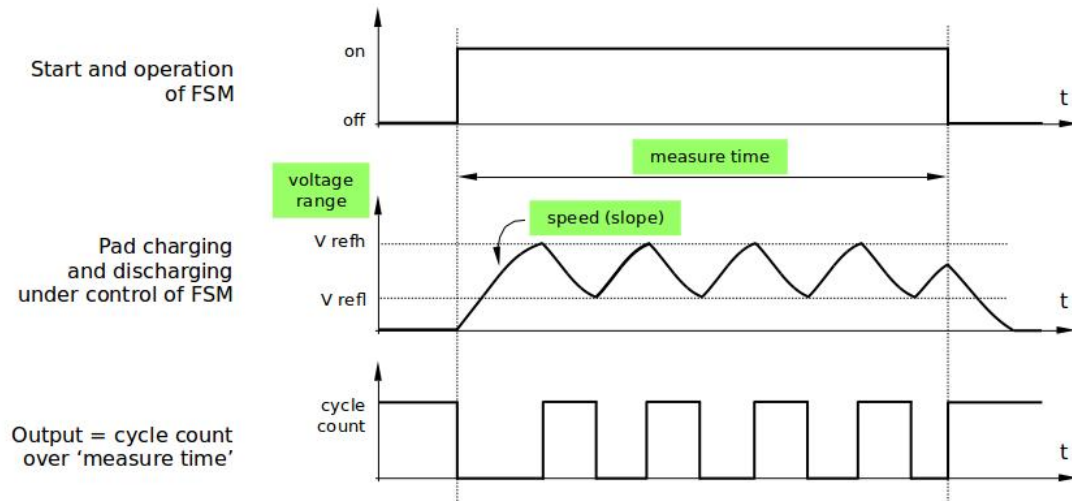 Start and operation
of FSM
on
off
t
measure time
voltage
range
speed (slope)
V refh
Pad charging
and discharging
under control of FSM
V refl
t
cycle
count
Output = cycle count
over ‘measure time’
t